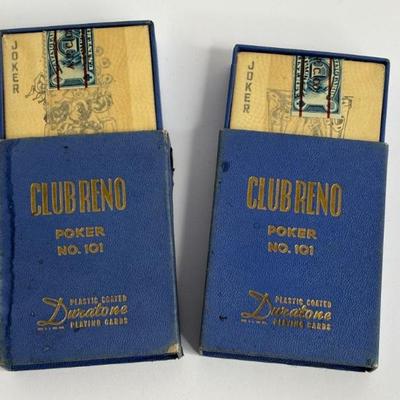 JOKER
CLUB RENO
POKER
NO. 101
PLASTIC COATED
Duratone
PLAYING CARDS
JOKER
CLUB RENO
POKER
NO. 101
PLASTIC COATED
Duratone
PLAYING CARDS